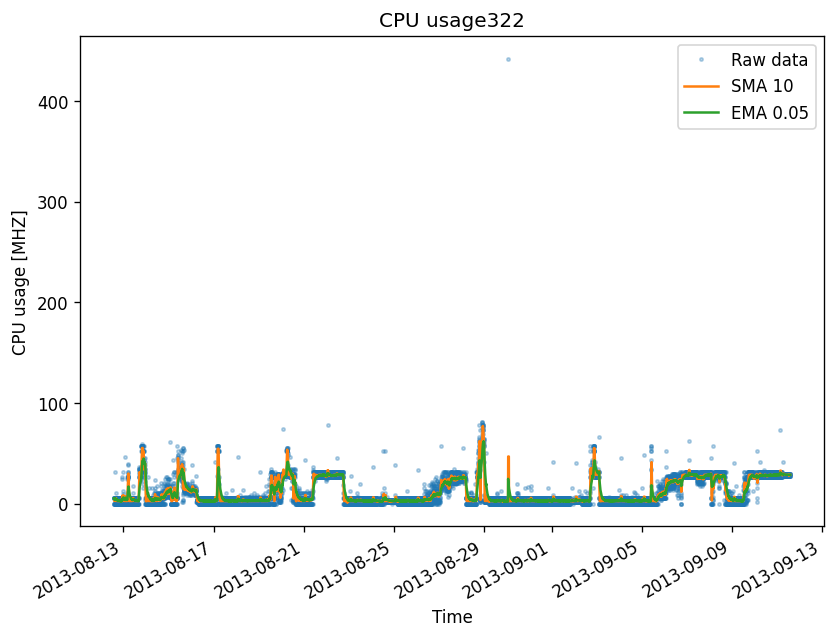 CPU usage322
Raw data
SMA 10
EMA 0.05
CPU usage [MHZ]
400
300
200
100
0
2013-08-13
2013-08-17
2013-08-21
2013-08-25
2013-08-29
2013-09-01
2013-09-05
2013-09-09
2013-09-13
Time